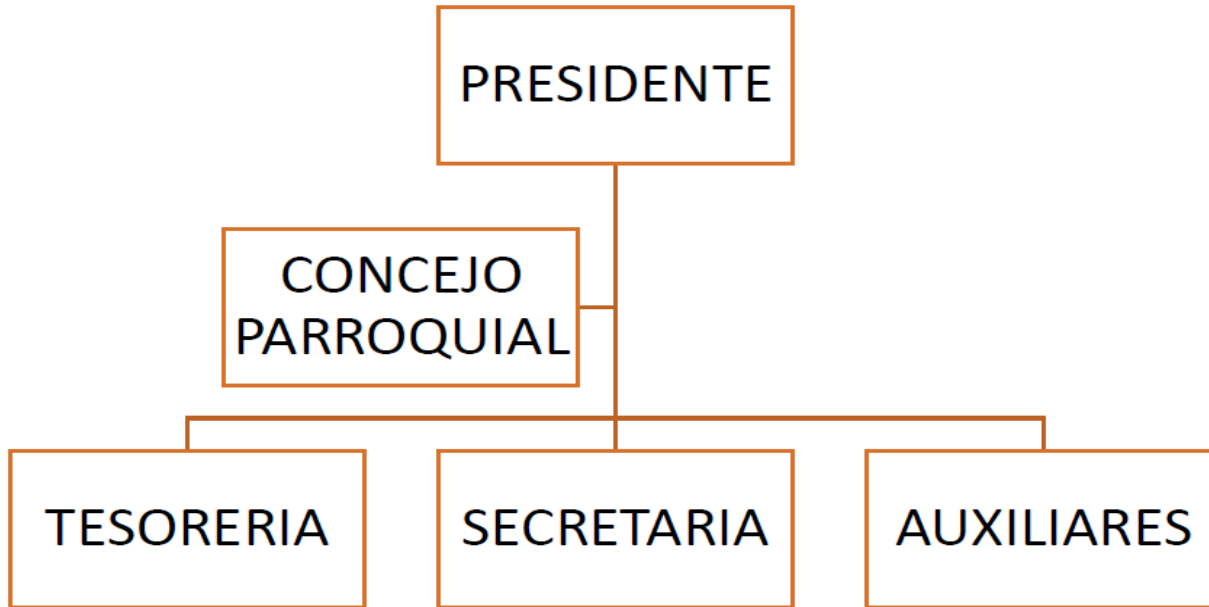 PRESIDENTE
CONCEJO
PARROQUIAL
TESORERIA
SECRETARIA
AUXILIARES